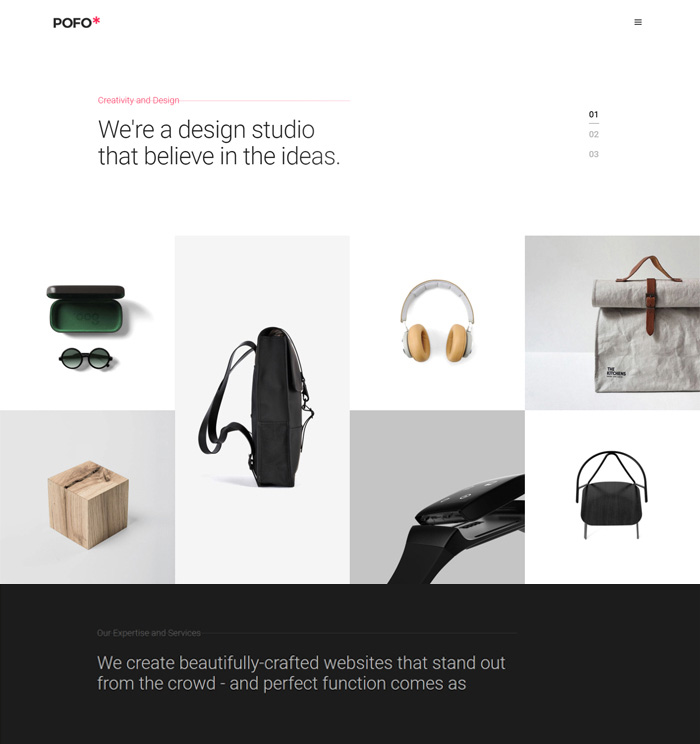 POFO*
Creativity and Design
We're a design studio
that believe in the ideas.
01
02
03
THE
KITCHENS
Our Expertise and Services
We create beautifully-crafted websites that stand out
from the crowd - and perfect function comes as